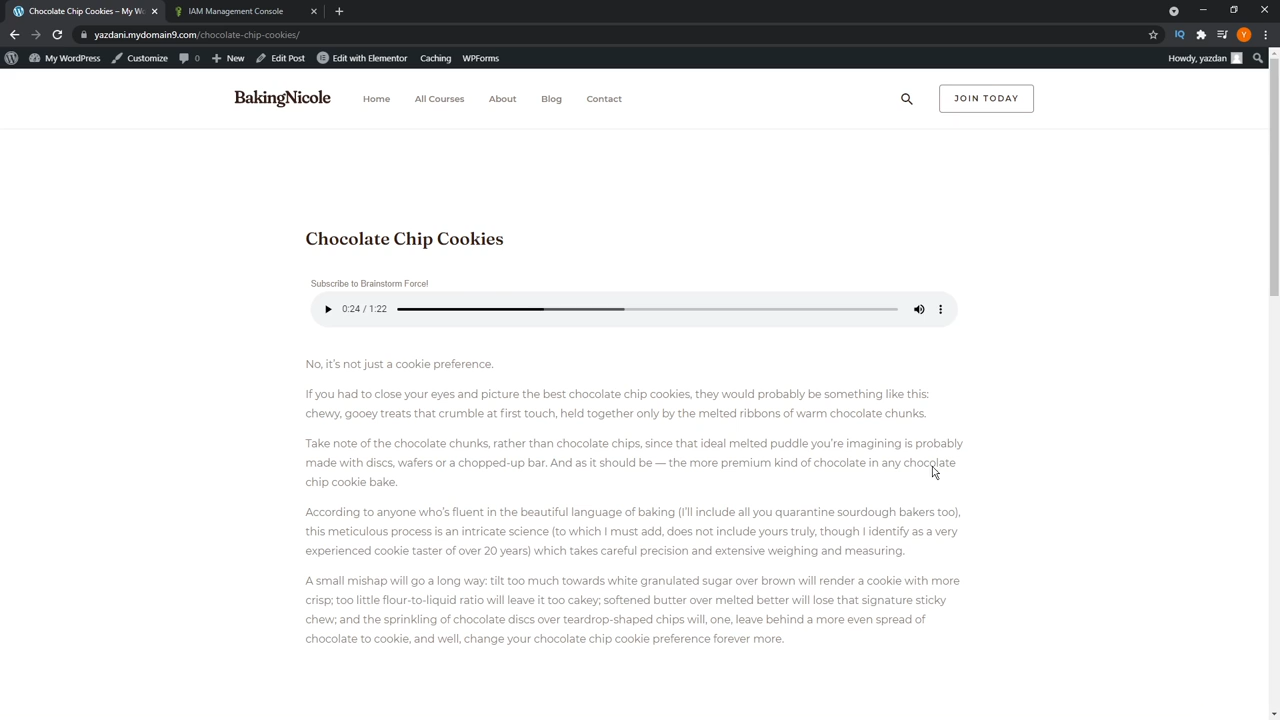 Chocolate Chip Cookies – My Wo
IAM Management Console
yazdani.mydomain9.com/chocolate-chip-cookies/
IQ
Y
My WordPress
Customize
0
New
Edit Post
Edit with Elementor
Caching
WPForms
Howdy, yazdan
BakingNicole
Home
All Courses
About
Blog
Contact
JOIN TODAY
Chocolate Chip Cookies
Subscribe to Brainstorm Force!
0:24 / 1:22
No, it's not just a cookie preference.
If you had to close your eyes and picture the best chocolate chip cookies, they would probably be something like this:
chewy, gooey treats that crumble at first touch, held together only by the melted ribbons of warm chocolate chunks.
Take note of the chocolate chunks, rather than chocolate chips, since that ideal melted puddle you're imagining is probably
made with discs, wafers or a chopped-up bar. And as it should be — the more premium kind of chocolate in any chocolate
chip cookie bake.
According to anyone who's fluent in the beautiful language of baking (I'll include all you quarantine sourdough bakers too),
this meticulous process is an intricate science (to which I must add, does not include yours truly, though I identify as a very
experienced cookie taster of over 20 years) which takes careful precision and extensive weighing and measuring.
A small mishap will go a long way: tilt too much towards white granulated sugar over brown will render a cookie with more
crisp; too little flour-to-liquid ratio will leave it too cakey; softened butter over melted better will lose that signature sticky
chew; and the sprinkling of chocolate discs over teardrop-shaped chips will, one, leave behind a more even spread of
chocolate to cookie, and well, change your chocolate chip cookie preference forever more.